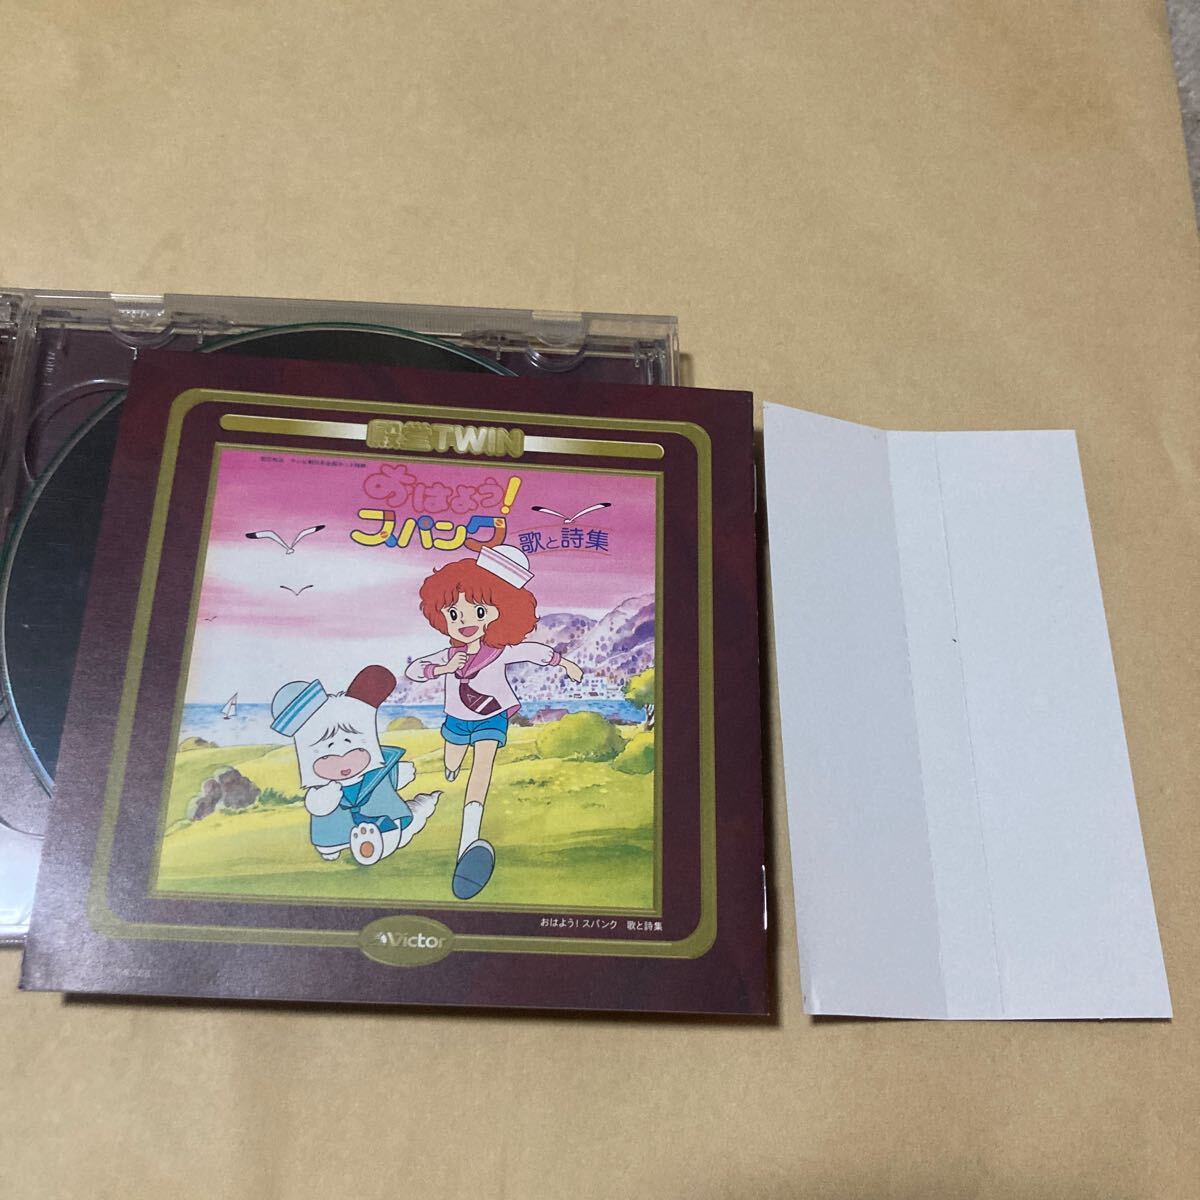 殿堂TWIN
おはよう!
スパンク
歌と詩集
おはよう! スパンク 歌と詩集
Victor